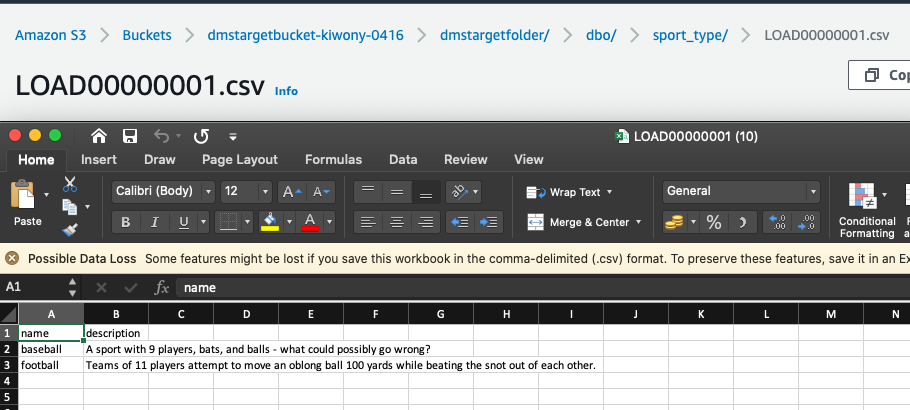 Amazon S3 > Buckets > dmstargetbucket-kiwony-0416 > dmstargetfolder/ > dbo/ > sport_type/ > LOAD00000001.csv
LOAD00000001.csv Info
LOAD00000001 (10)
Home Insert Draw Page Layout Formulas Data Review View
Calibri (Body) 12 A A Wrap Text General
Paste B I U A Merge & Center % Conditional Formatting
Possible Data Loss Some features might be lost if you save this workbook in the comma-delimited (.csv) format. To preserve these features, save it in an
A1 fx name
A B C D E F G H I J K L M N
1 name description
2 baseball A sport with 9 players, bats, and balls - what could possibly go wrong?
3 football Teams of 11 players attempt to move an oblong ball 100 yards while beating the snot out of each other.
4
5